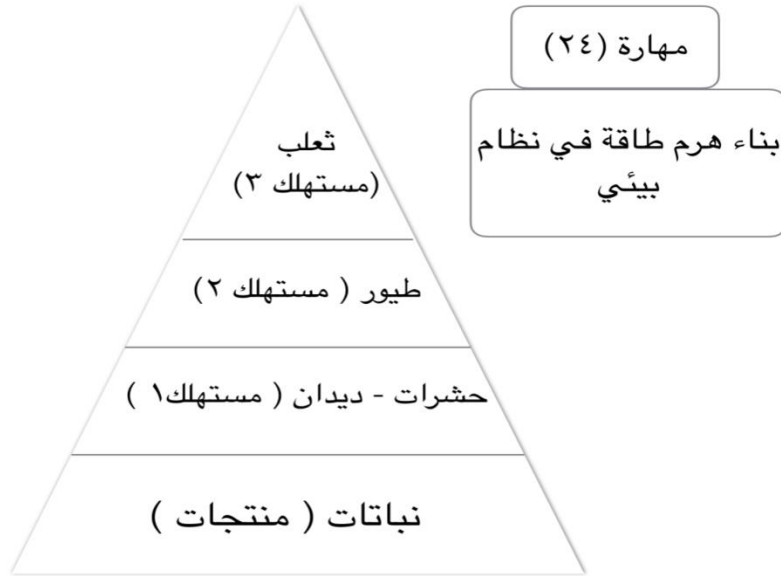 مهارة (٢٤)
بناء هرم طاقة في نظام
بيئي
ثعلب
(مستهلك ٣)
طيور ( مستهلك ٢)
حشرات - ديدان ( مستهلك١ )
نباتات ( منتجات )